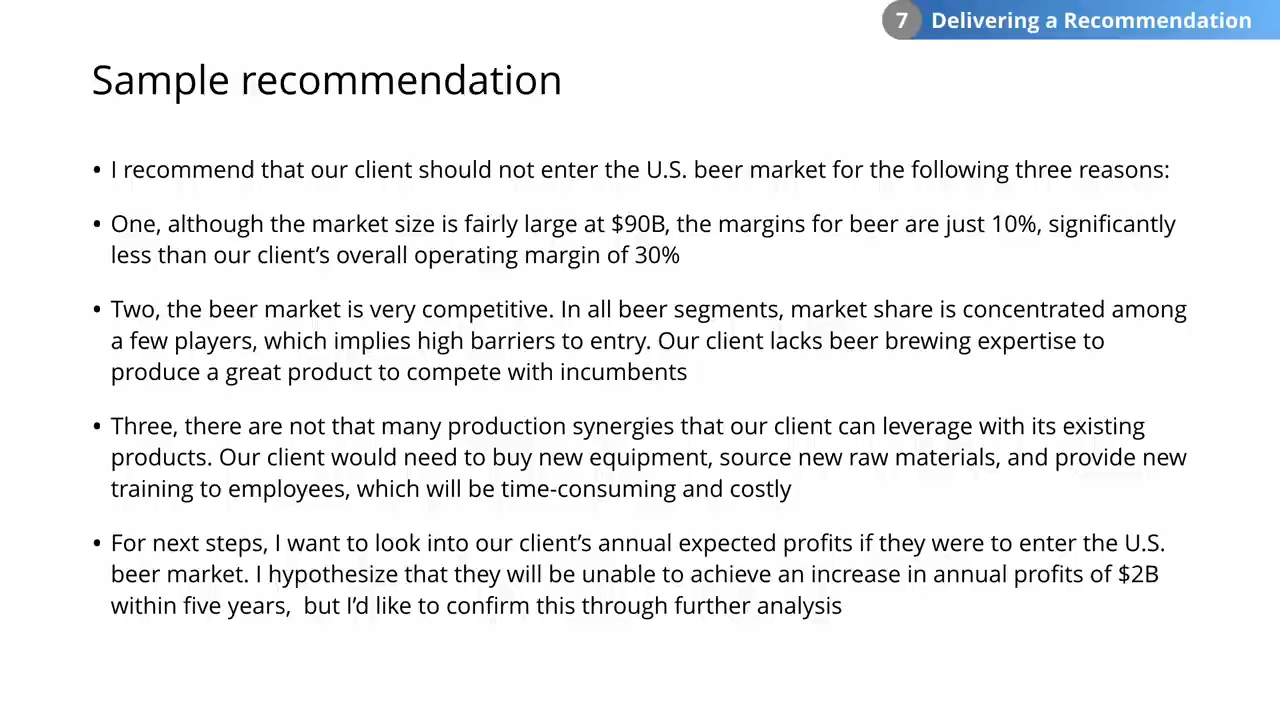 7 Delivering a Recommendation
Sample recommendation
• I recommend that our client should not enter the U.S. beer market for the following three reasons:
• One, although the market size is fairly large at $90B, the margins for beer are just 10%, significantly
less than our client’s overall operating margin of 30%
• Two, the beer market is very competitive. In all beer segments, market share is concentrated among
a few players, which implies high barriers to entry. Our client lacks beer brewing expertise to
produce a great product to compete with incumbents
• Three, there are not that many production synergies that our client can leverage with its existing
products. Our client would need to buy new equipment, source new raw materials, and provide new
training to employees, which will be time-consuming and costly
• For next steps, I want to look into our client’s annual expected profits if they were to enter the U.S.
beer market. I hypothesize that they will be unable to achieve an increase in annual profits of $2B
within five years,  but I’d like to confirm this through further analysis